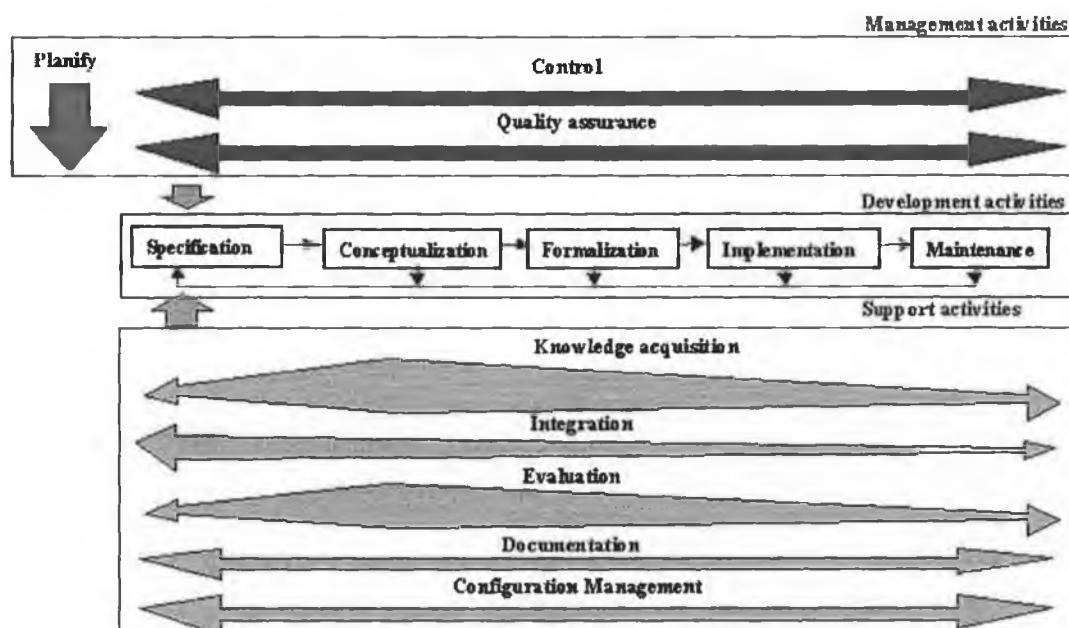 Management activities
Planify
Control
Quality assurance
Development activities
Specification
Conceptualization
Formalization
Implementation
Maintenance
Support activities
Knowledge acquisition
Integration
Evaluation
Documentation
Configuration Management